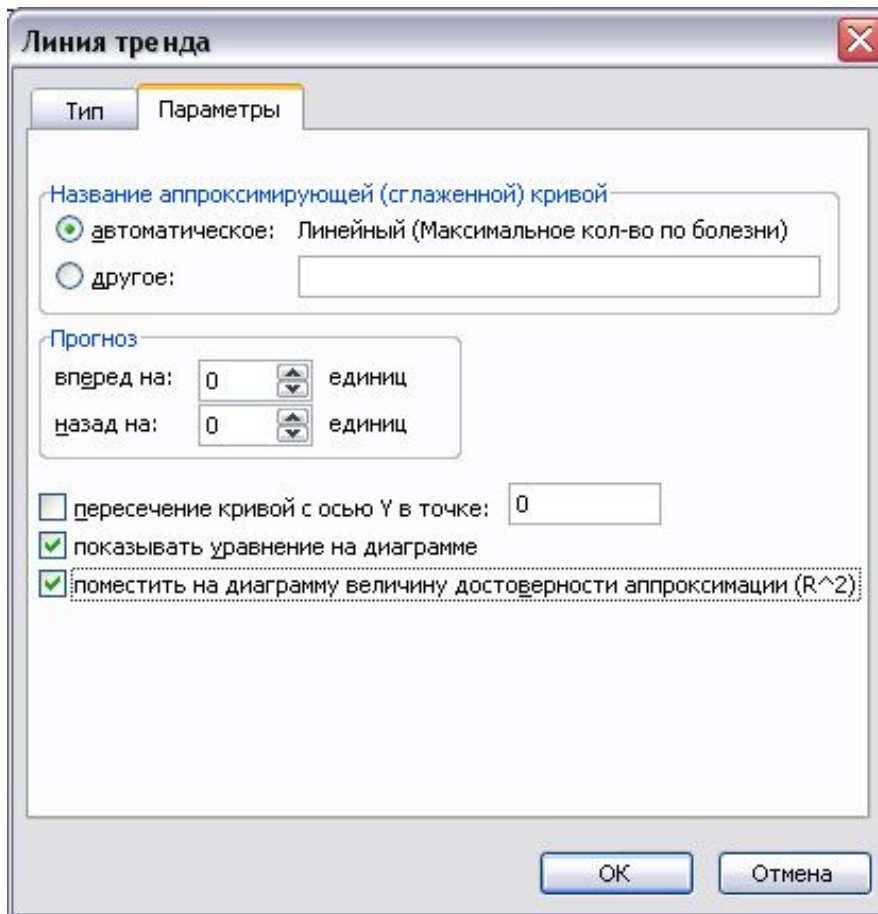 Линия тренда
Тип Параметры
Название аппроксимирующей (сглаженной) кривой
автоматическое: Линейный (Максимальное кол-во по болезни)
другое:
Прогноз
вперед на: 0 единиц
назад на: 0 единиц
пересечение кривой с осью Y в точке: 0
показывать уравнение на диаграмме
поместить на диаграмму величину достоверности аппроксимации (R^2)
ОК Отмена